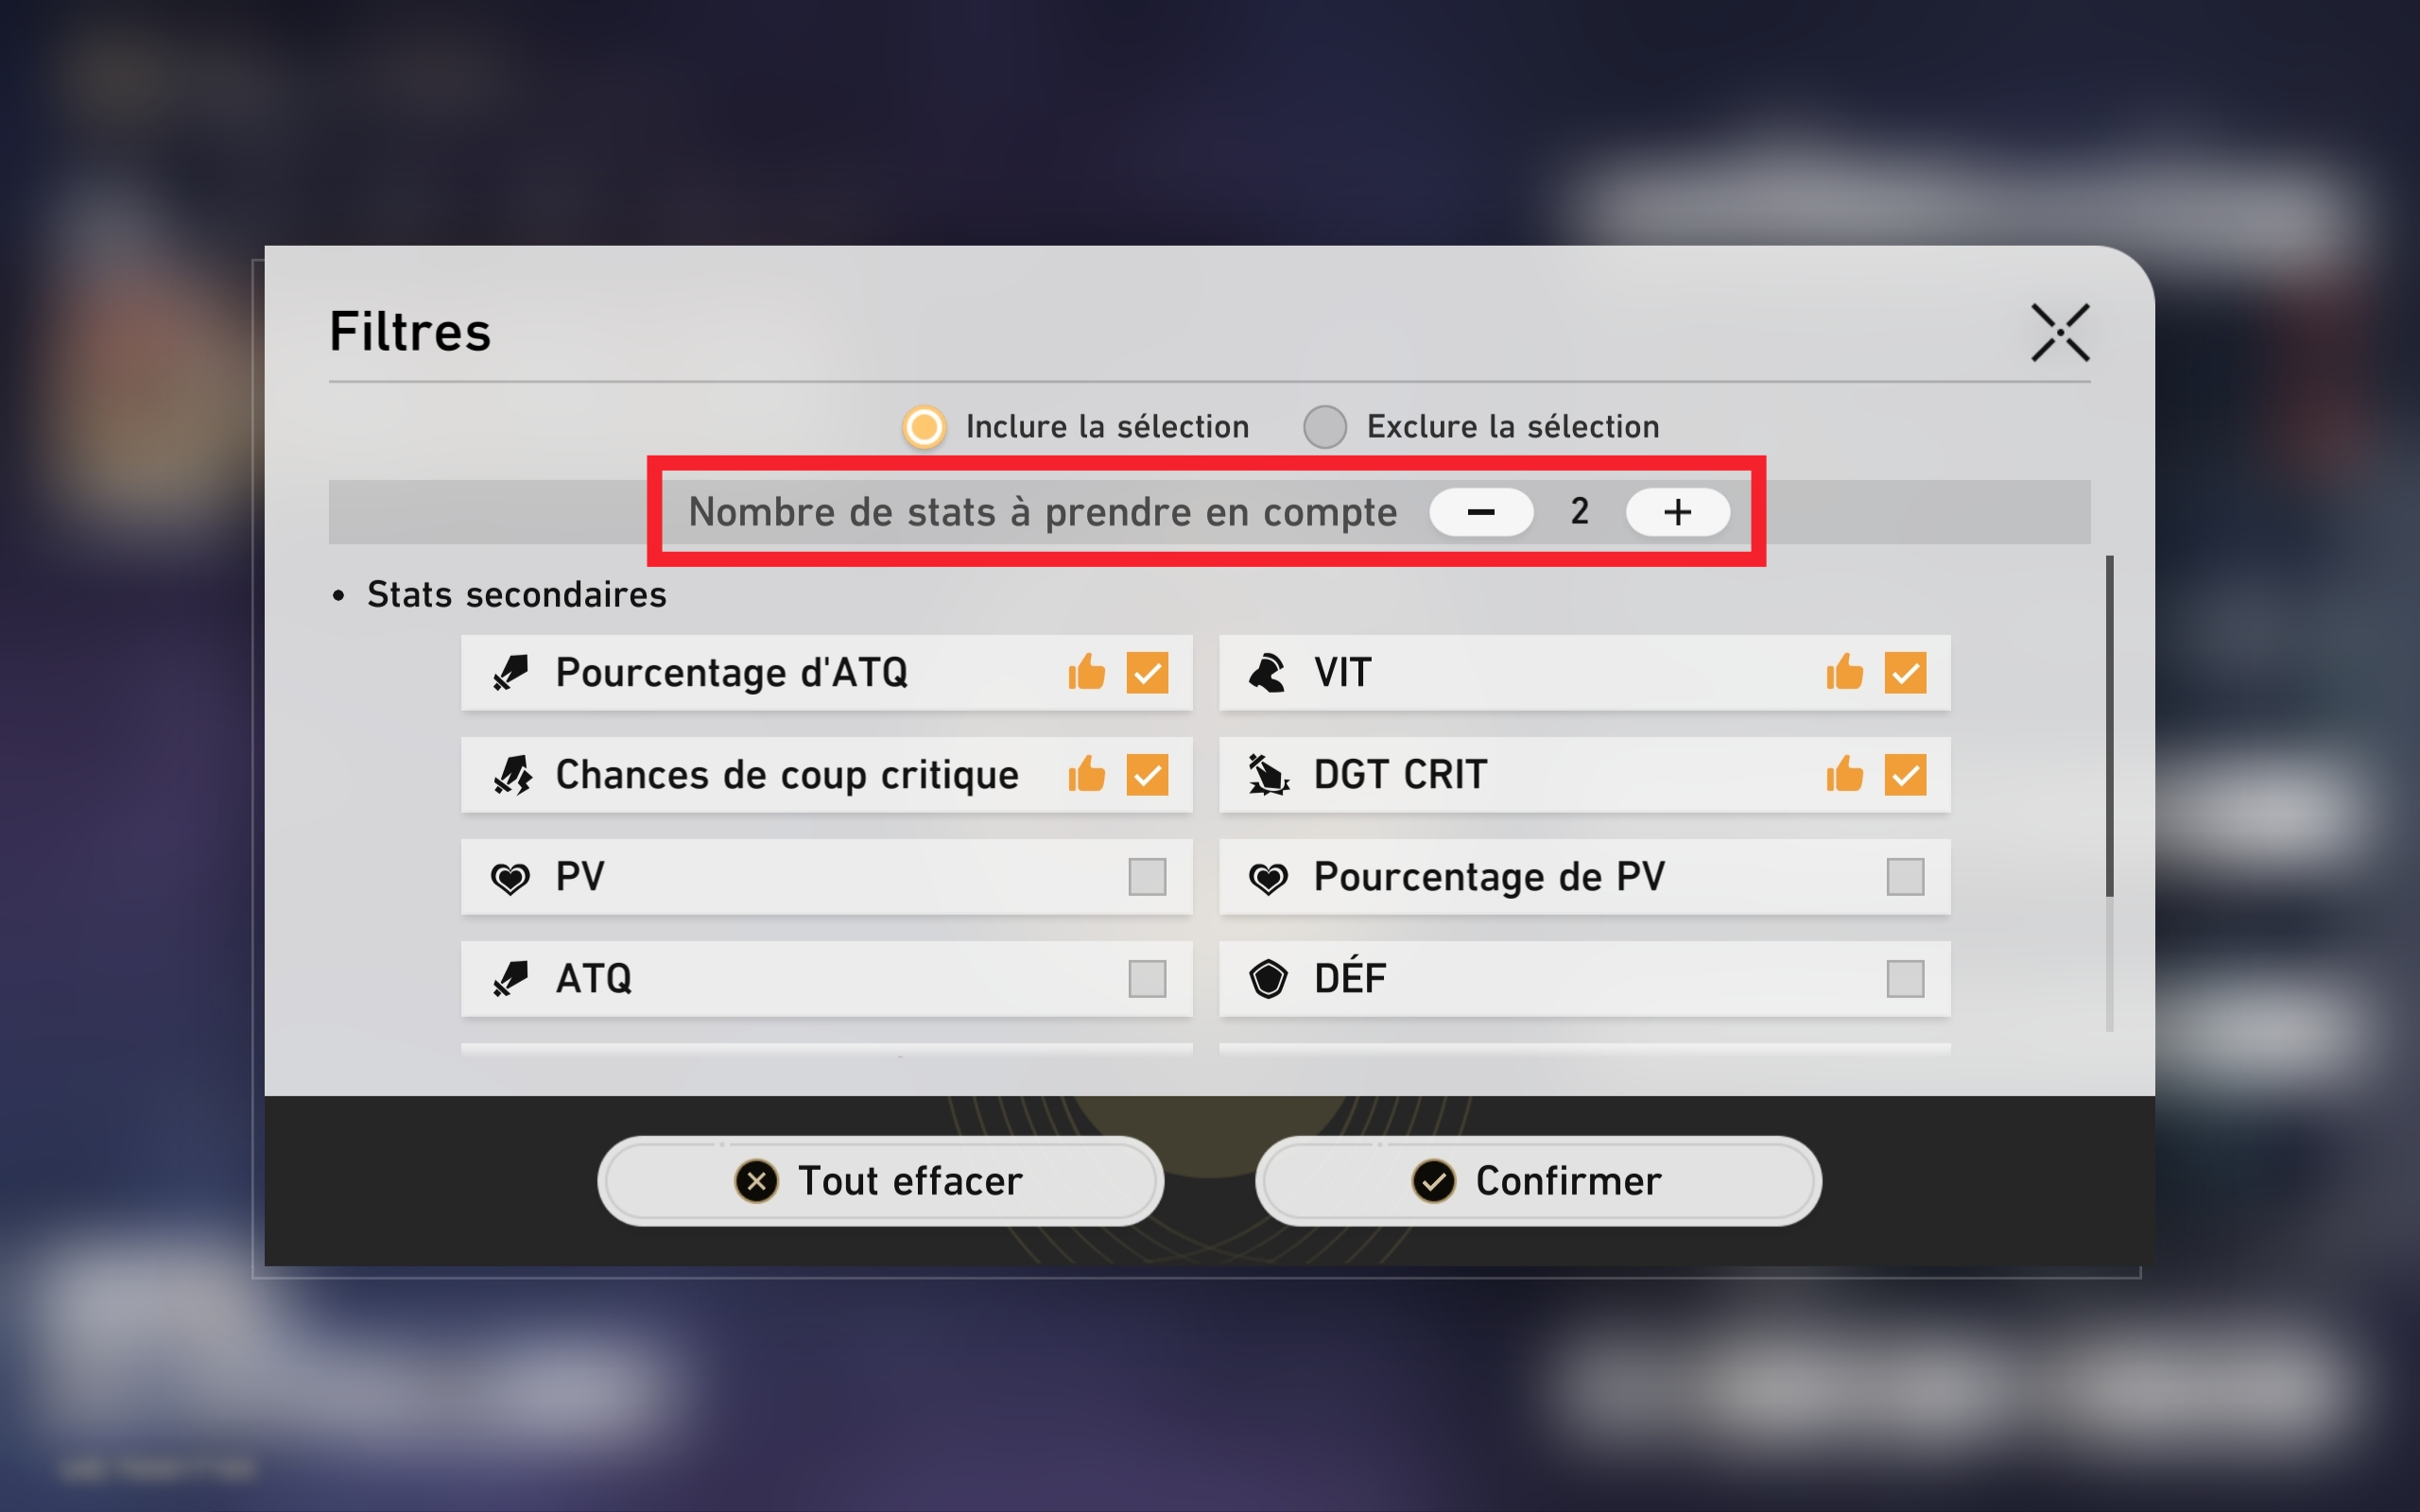 Filtres
Inclure la sélection Exclure la sélection
Nombre de stats à prendre en compte 2
• Stats secondaires
Pourcentage d'ATQ VIT
Chances de coup critique DGT CRIT
PV Pourcentage de PV
ATQ DÉF
Tout effacer Confirmer